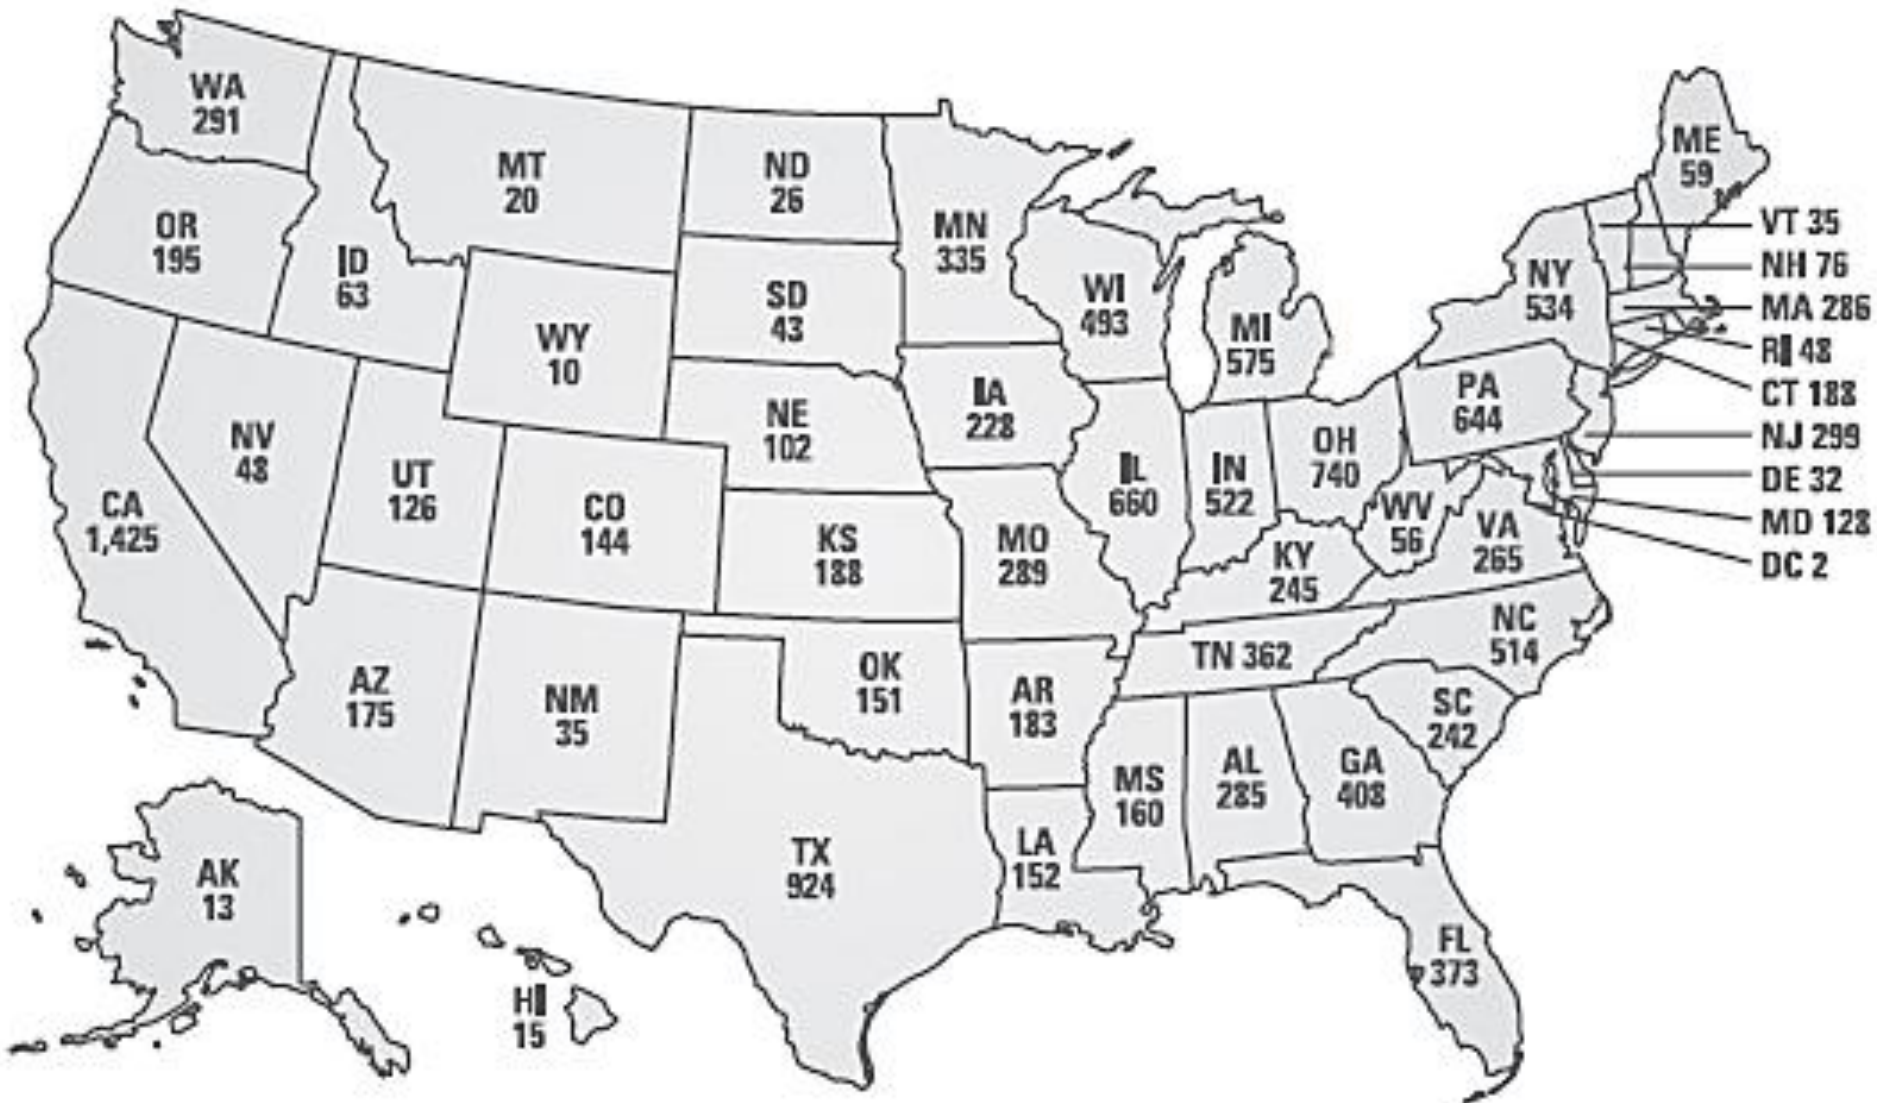 WA
291
MT
20
ND
26
ME
59
OR
195
ID
63
MN
335
VT 35
NH 76
SD
43
WI
493
NY
534
MA 286
WY
10
MI
575
RI 48
CT 188
NE
102
IA
228
PA
644
NJ 299
NV
48
UT
126
IL
660
IN
522
OH
740
DE 32
CA
1,425
CO
144
KS
188
MO
289
WV
56
VA
265
MD 128
DC 2
KY
245
NC
514
TN 362
AZ
175
NM
35
OK
151
AR
183
SC
242
MS
160
AL
285
GA
408
TX
924
LA
152
AK
13
FL
373
HI
15